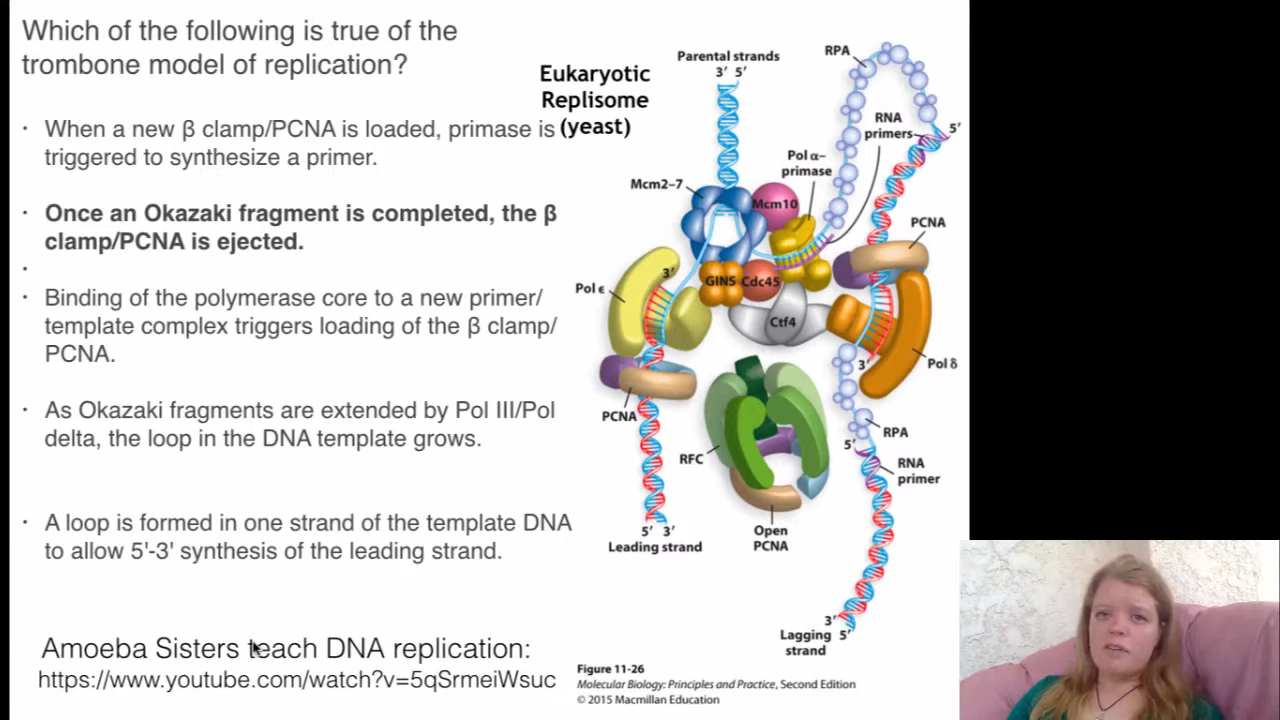 Which of the following is true of the
trombone model of replication?
· When a new β clamp/PCNA is loaded, primase is
triggered to synthesize a primer.
· Once an Okazaki fragment is completed, the β
clamp/PCNA is ejected.
·
· Binding of the polymerase core to a new primer/
template complex triggers loading of the β clamp/
PCNA.
· As Okazaki fragments are extended by Pol III/Pol
delta, the loop in the DNA template grows.
· A loop is formed in one strand of the template DNA
to allow 5'-3' synthesis of the leading strand.
Amoeba Sisters teach DNA replication:
https://www.youtube.com/watch?v=5qSrmeiWsuc
Eukaryotic
Replisome
(yeast)
Parental strands
3′ 5′
RPA
RNA
primers
5′
Pol α–
primase
Mcm2–7
Mcm10
PCNA
3′
GINS
Cdc45
Pol ε
Ctf4
3′
Pol δ
PCNA
RPA
5′
RFC
RNA
primer
5′ 3′
Leading strand
Open
PCNA
3′
Lagging 5′
strand
Figure 11-26
Molecular Biology: Principles and Practice, Second Edition
© 2015 Macmillan Education